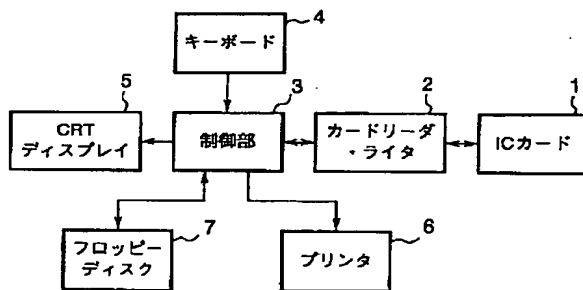 4
キーボード
5
CRT
ディスプレイ
3
制御部
2
カードリーダ
・ライタ
1
ICカード
7
フロッピー
ディスク
6
プリンタ